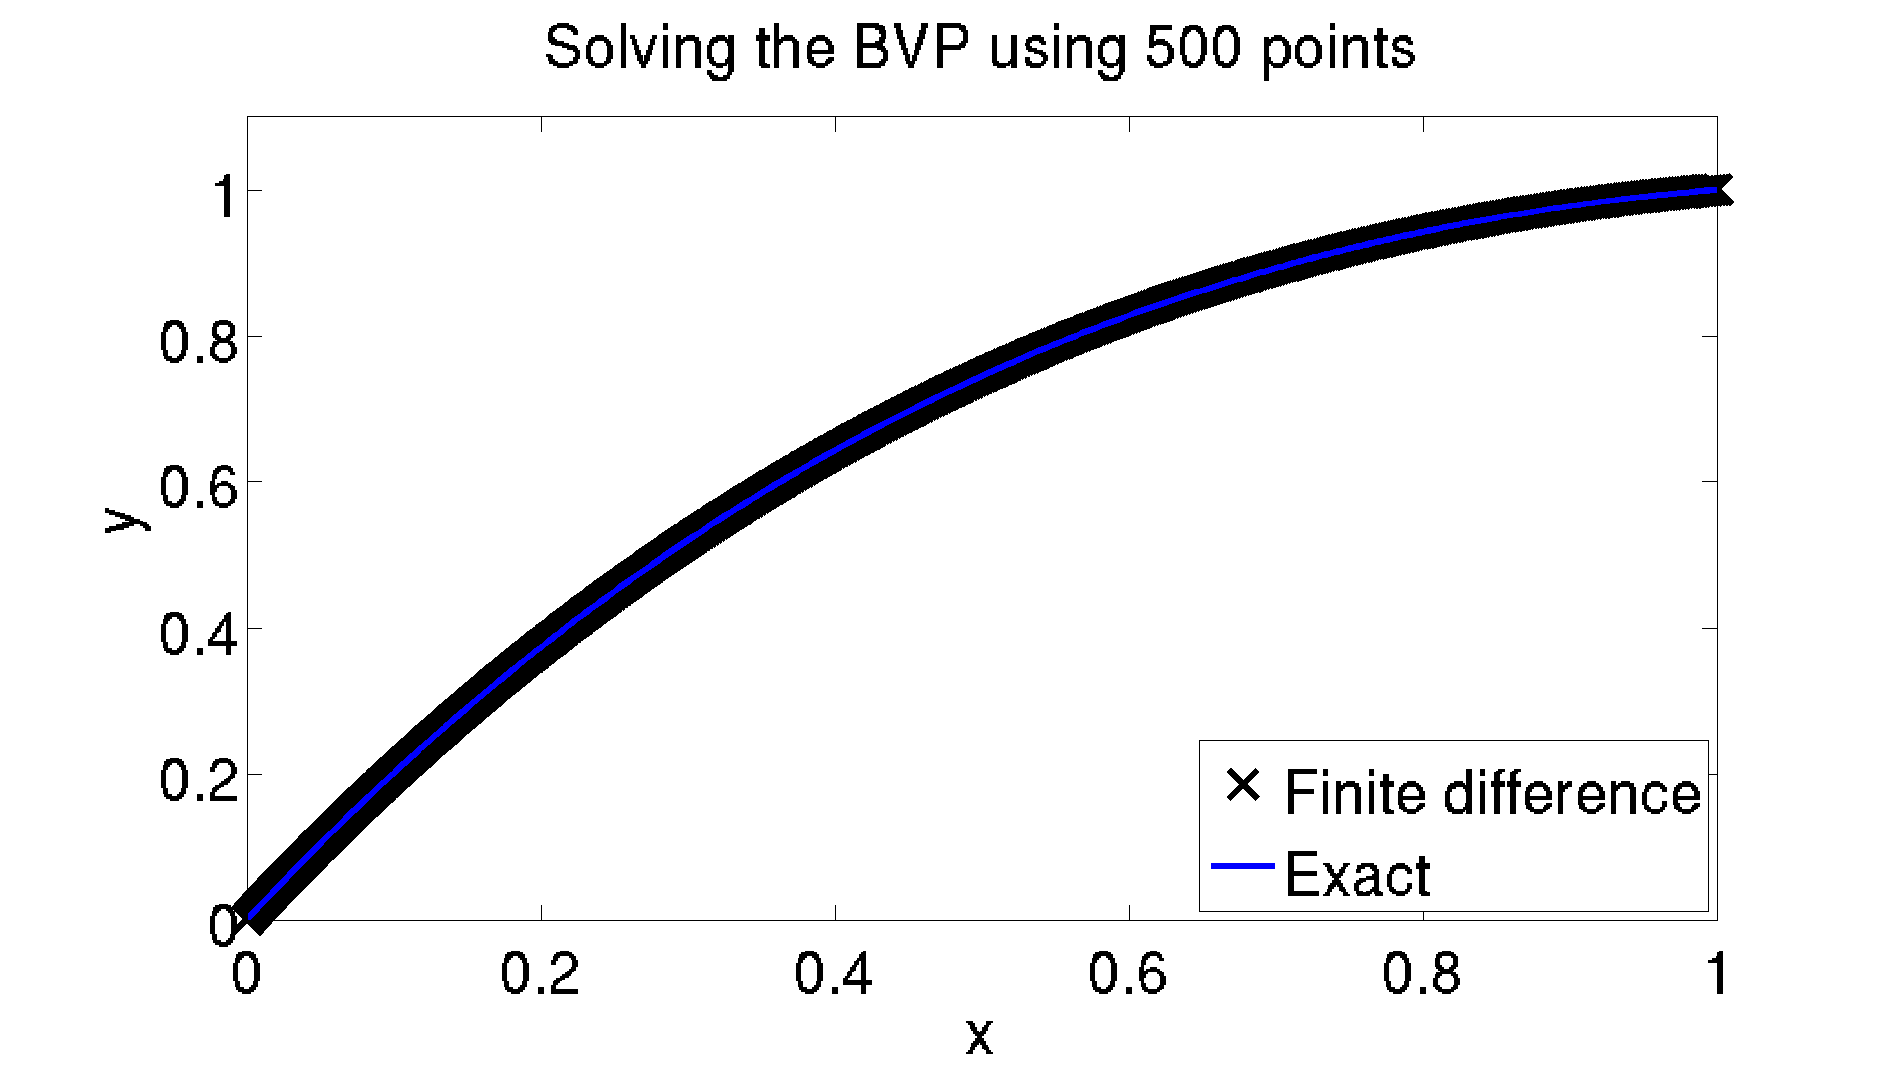 Solving the BVP using 500 points
1
0.8
0.6
0.4
0.2
0
y
0 0.2 0.4 0.6 0.8 1
x
Finite difference
Exact